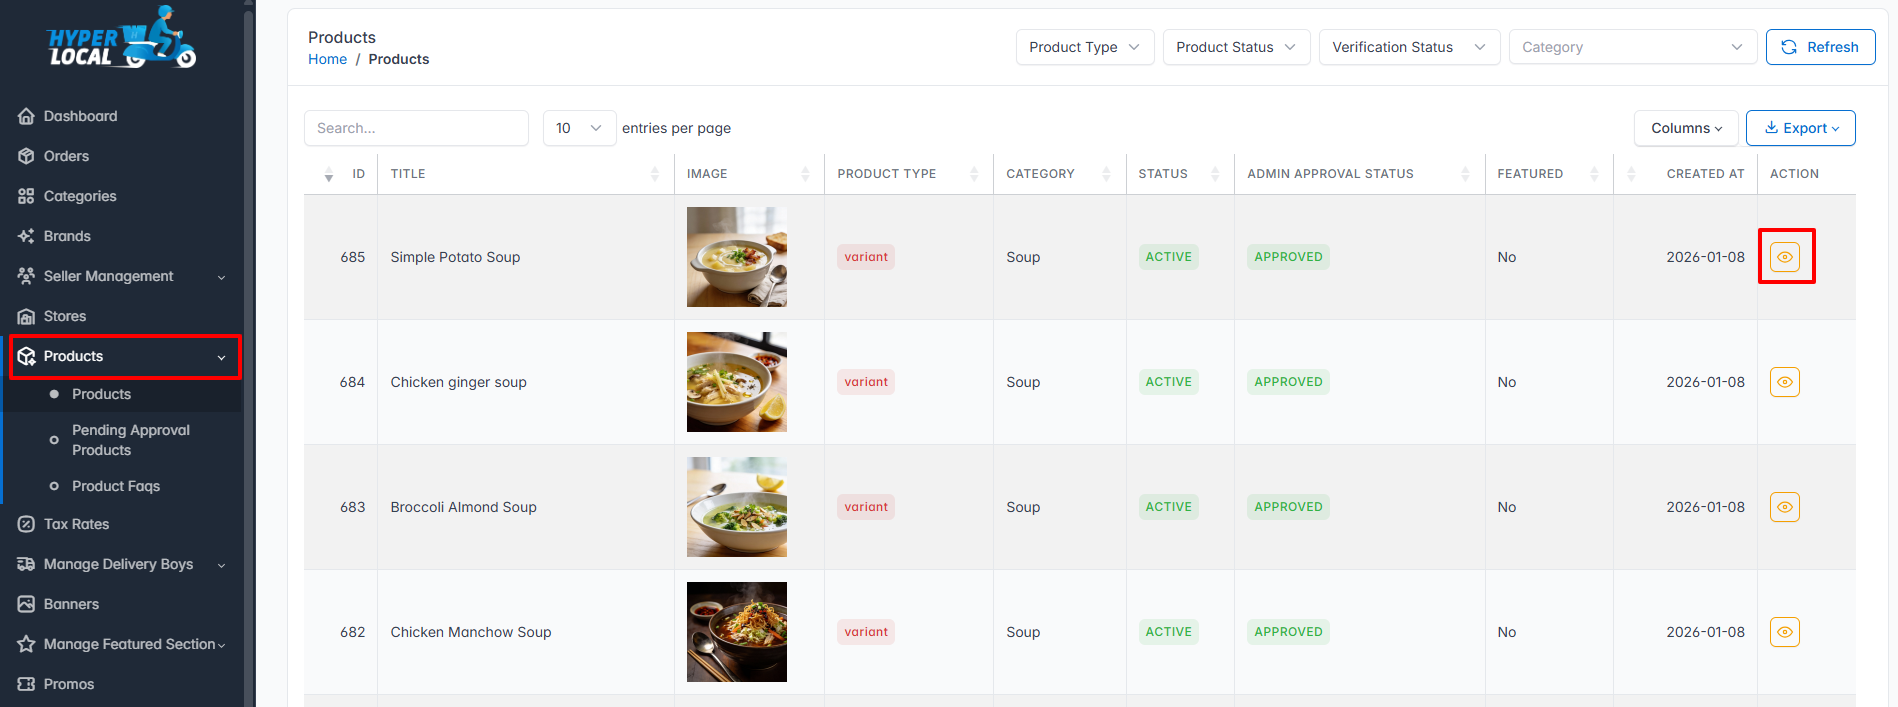 HYPER
LOCAL
Dashboard
Orders
Categories
Brands
Seller Management
Stores
Products
Products
Pending Approval
Products
Product Faqs
Tax Rates
Manage Delivery Boys
Banners
Manage Featured Section
Promos
Products
Home / Products
Product Type
Product Status
Verification Status
Category
Refresh
Search...
10 entries per page
Columns
Export
ID TITLE IMAGE PRODUCT TYPE CATEGORY STATUS ADMIN APPROVAL STATUS FEATURED CREATED AT ACTION
685 Simple Potato Soup variant Soup ACTIVE APPROVED No 2026-01-08
684 Chicken ginger soup variant Soup ACTIVE APPROVED No 2026-01-08
683 Broccoli Almond Soup variant Soup ACTIVE APPROVED No 2026-01-08
682 Chicken Manchow Soup variant Soup ACTIVE APPROVED No 2026-01-08